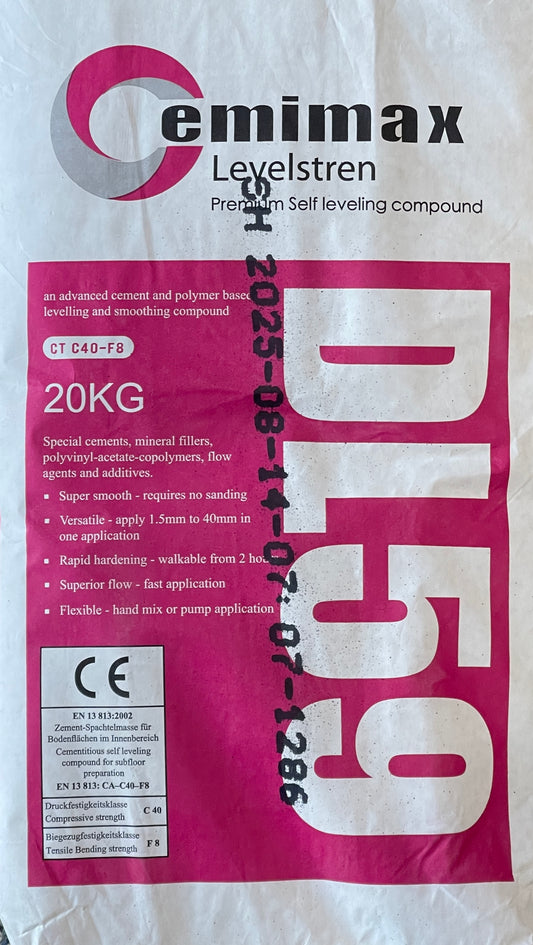 Cemimax
Levelstren
Premium Self leveling compound
SH 2025-08-14-07:07-1286
an advanced cement and polymer based
levelling and smoothing compound
CT C40-F8
20KG
Special cements, mineral fillers,
polyvinyl-acetate-copolymers, flow
agents and additives.
Super smooth - requires no sanding
Versatile - apply 1.5mm to 40mm in
one application
Rapid hardening - walkable from 2 hours
Superior flow - fast application
Flexible - hand mix or pump application
DL59
CE
EN 13 813:2002
Zement-Spachtelmasse für
Bodenflächen im Innenbereich
Cementitious self leveling
compound for subfloor
preparation
EN 13 813: CA–C40–F8
Druckfestigkeitsklasse
Compressive strength C 40
Biegezugfestigkeitsklasse
Tensile Bending strength F 8